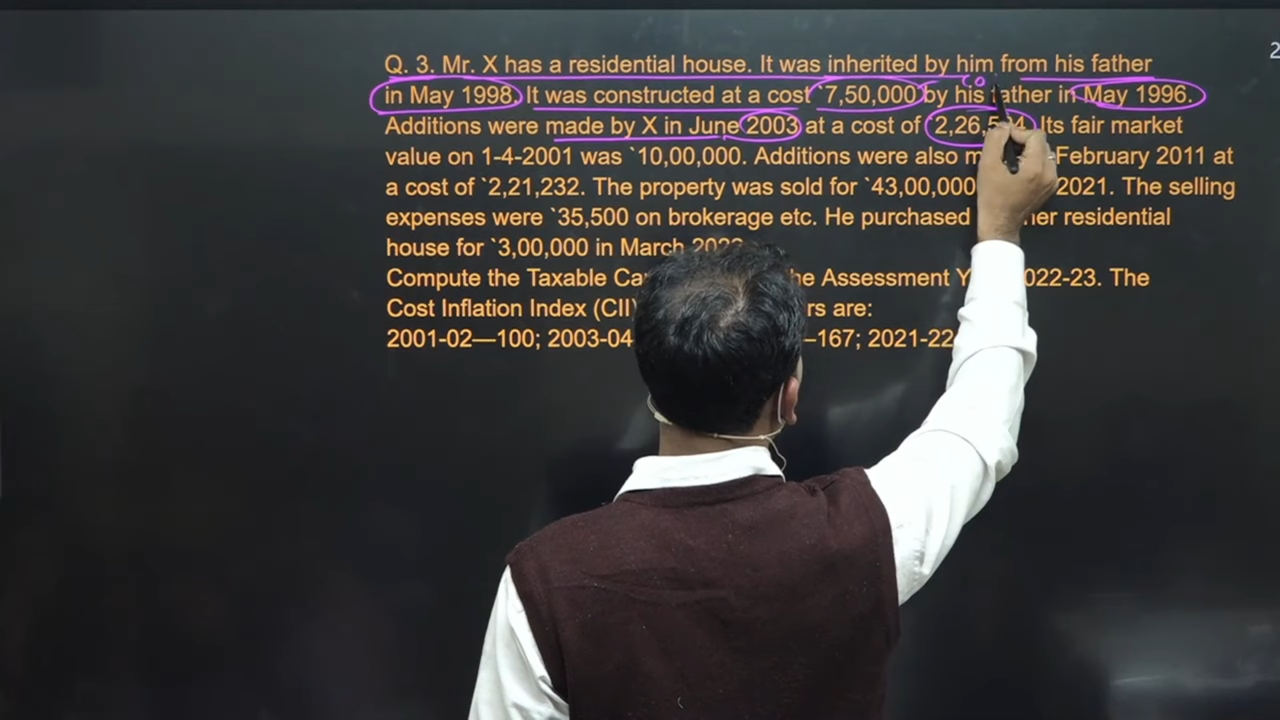 2
Q. 3. Mr. X has a residential house. It was inherited by him from his father
in May 1998. It was constructed at a cost `7,50,000 by his father in May 1996.
Co
Additions were made by X in June 2003 at a cost of `2,26, Its fair market
value on 1-4-2001 was `10,00,000. Additions were also February 2011 at
a cost of `2,21,232. The property was sold for `43,00,000 2021. The selling
expenses were `35,500 on brokerage etc. He purchased residential
house for `3,00,000 in March
Compute the Taxable Assessment 2022-23. The
Cost Inflation Index (CII) are:
2001-02—100; 2003-04 –167; 2021-22